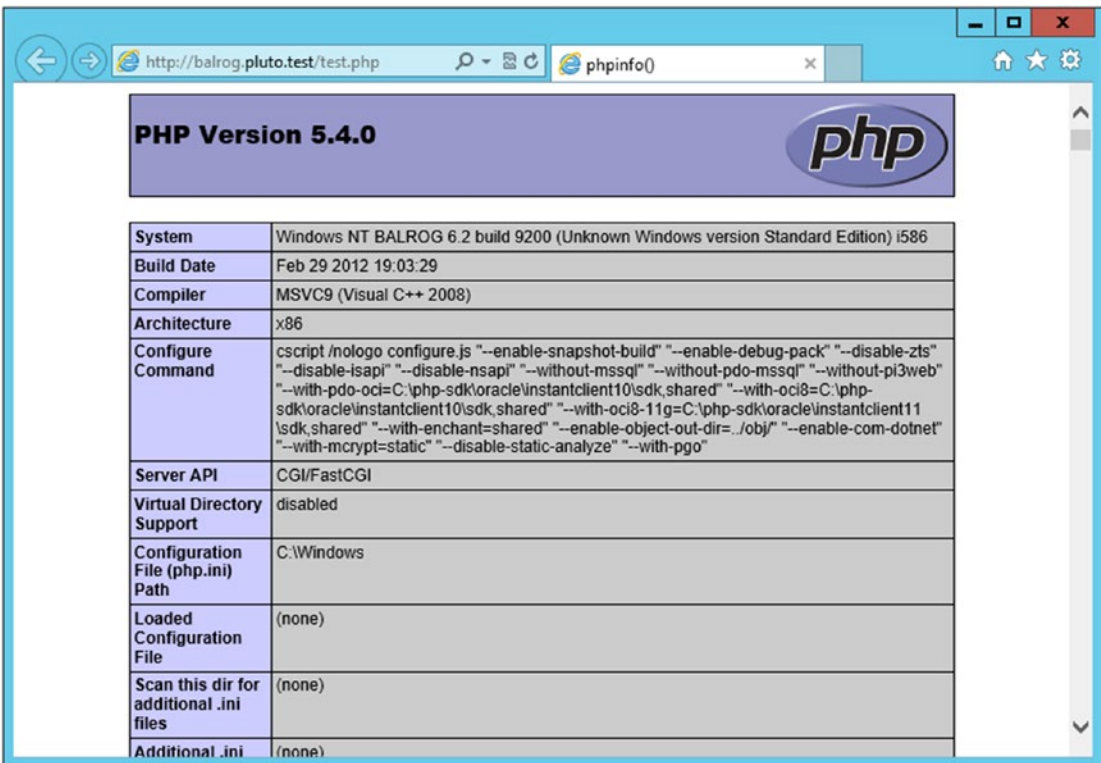 http://balrog.pluto.test/test.php
phpinfo()
PHP Version 5.4.0
php
System
Windows NT BALROG 6.2 build 9200 (Unknown Windows version Standard Edition) i586
Build Date
Feb 29 2012 19:03:29
Compiler
MSVC9 (Visual C++ 2008)
Architecture
x86
Configure
Command
cscript /nologo configure.js "--enable-snapshot-build" "--enable-debug-pack" "--disable-zts"
"--disable-isapi" "--disable-nsapi" "--without-mssql" "--without-pdo-mssql" "--without-pi3web"
"--with-pdo-oci=C:\php-sdk\oracle\instantclient10\sdk,shared" "--with-oci8=C:\php-
sdk\oracle\instantclient10\sdk,shared" "--with-oci8-11g=C:\php-sdk\oracle\instantclient11
\sdk,shared" "--with-enchant=shared" "--enable-object-out-dir=../obj/" "--enable-com-dotnet"
"--with-mcrypt=static" "--disable-static-analyze" "--with-pgo"
Server API
CGI/FastCGI
Virtual Directory
Support
disabled
Configuration
File (php.ini)
Path
C:\Windows
Loaded
Configuration
File
(none)
Scan this dir for
additional .ini
files
(none)
Additional .ini
(none)